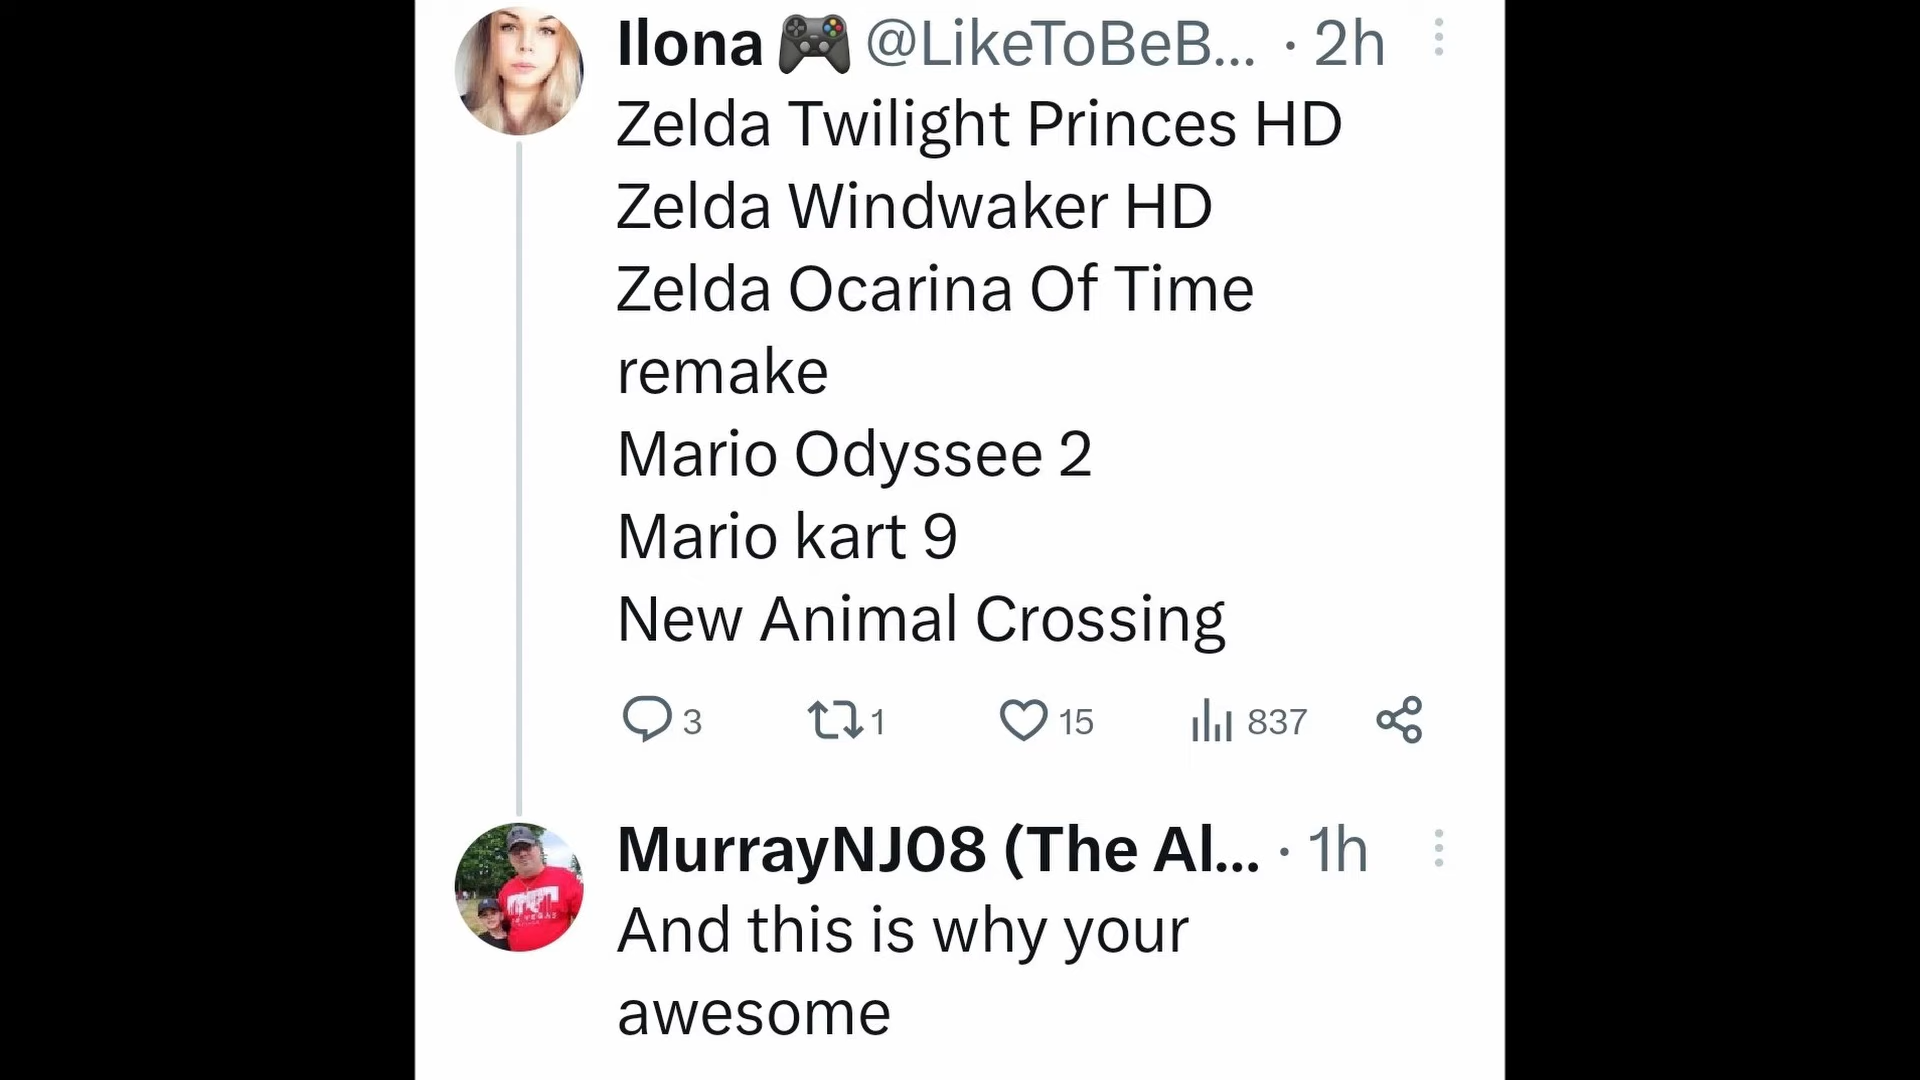 Ilona 🎮 @LikeToBeB... · 2h
Zelda Twilight Princes HD
Zelda Windwaker HD
Zelda Ocarina Of Time
remake
Mario Odyssee 2
Mario kart 9
New Animal Crossing
3 1 15 837
MurrayNJ08 (The Al... · 1h
And this is why your
awesome